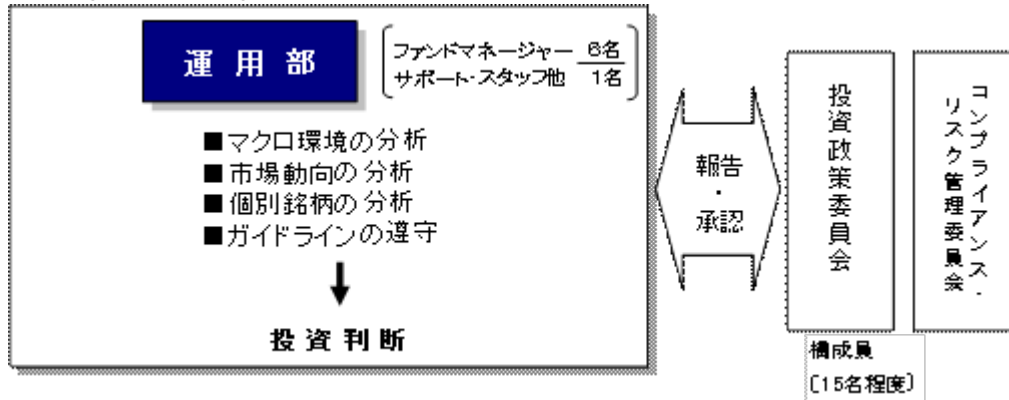 運用部
ファンドマネージャー 6名
サポート・スタッフ他 1名
■マクロ環境の分析
■市場動向の分析
■個別銘柄の分析
■ガイドラインの遵守
投資判断
報告
・
承認
投資政策委員会
コンプライアンス・
リスク管理委員会
構成員
〔15名程度〕